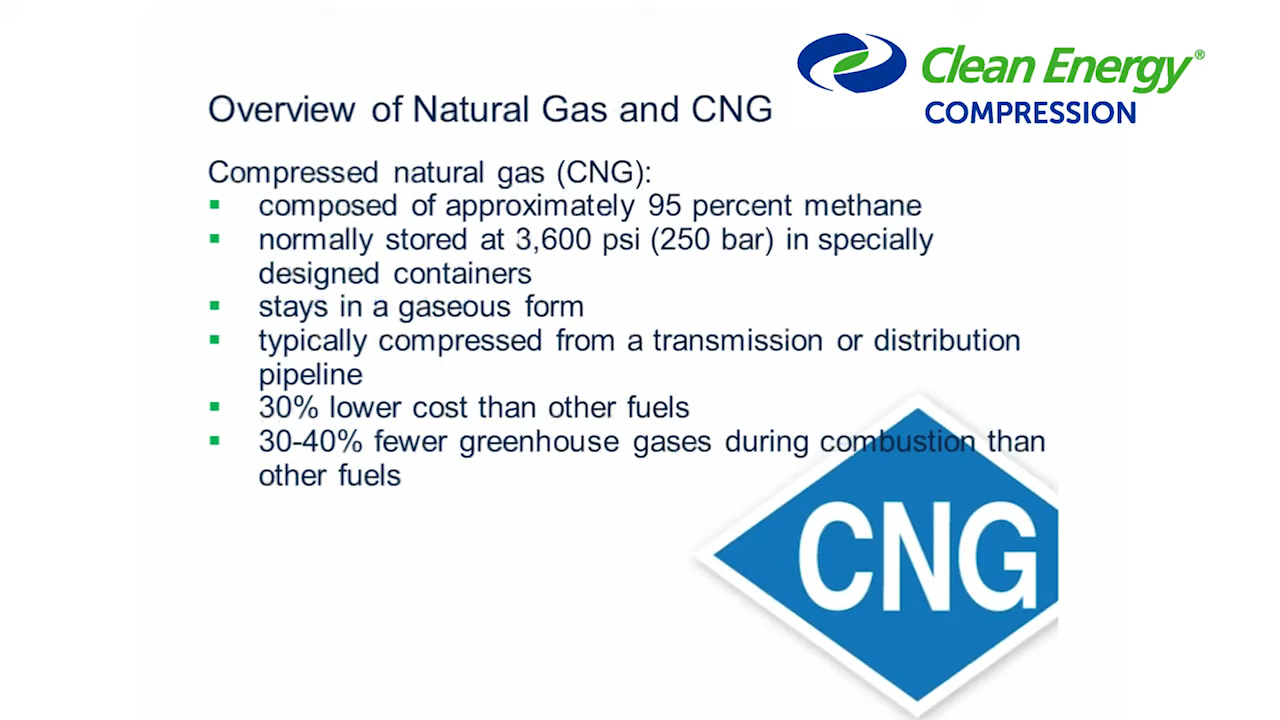 Clean Energy®
COMPRESSION
Overview of Natural Gas and CNG
Compressed natural gas (CNG):
▪ composed of approximately 95 percent methane
▪ normally stored at 3,600 psi (250 bar) in specially
designed containers
▪ stays in a gaseous form
▪ typically compressed from a transmission or distribution
pipeline
▪ 30% lower cost than other fuels
▪ 30-40% fewer greenhouse gases during combustion than
other fuels
CNG